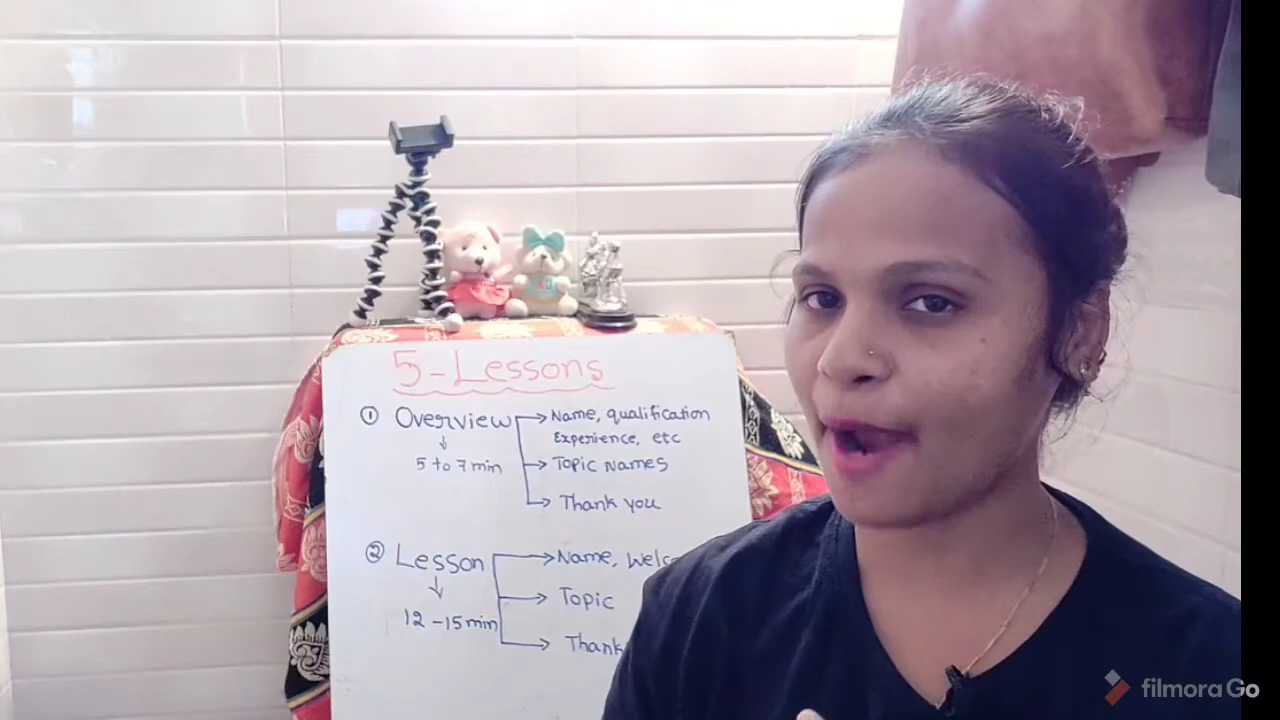 5-Lessons
① Overview → Name, qualification
Experience, etc
↓
5 to 7 min → Topic Names
→ Thank you
② Lesson → Name,
↓
→ Topic
12-15 min
→ Thank
filmora Go